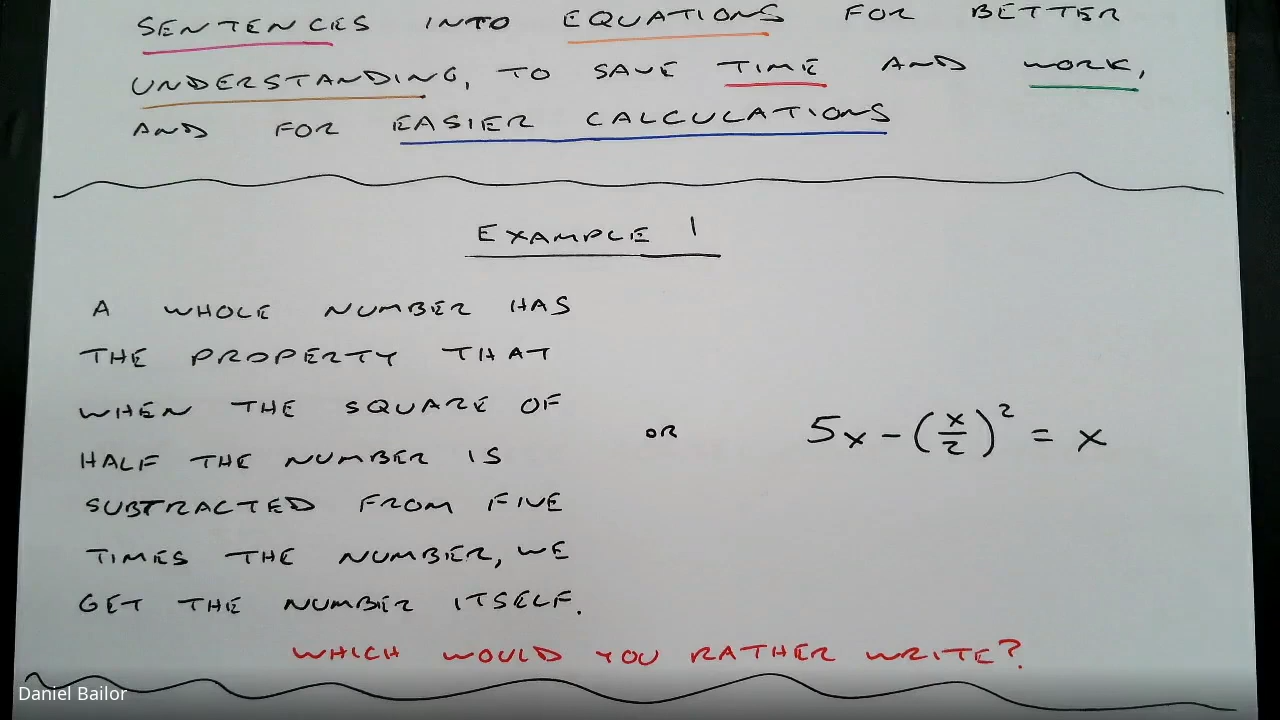 SENTENCES INTO EQUATIONS FOR BETTER
UNDERSTANDING, TO SAVE TIME AND WORK,
AND FOR EASIER CALCULATIONS
EXAMPLE 1
A WHOLE NUMBER HAS
THE PROPERTY THAT
WHEN THE SQUARE OF
HALF THE NUMBER IS
SUBTRACTED FROM FIVE
TIMES THE NUMBER, WE
GET THE NUMBER ITSELF.
OR
5x - (x/2)² = x
WHICH WOULD YOU RATHER WRITE?
Daniel Bailor